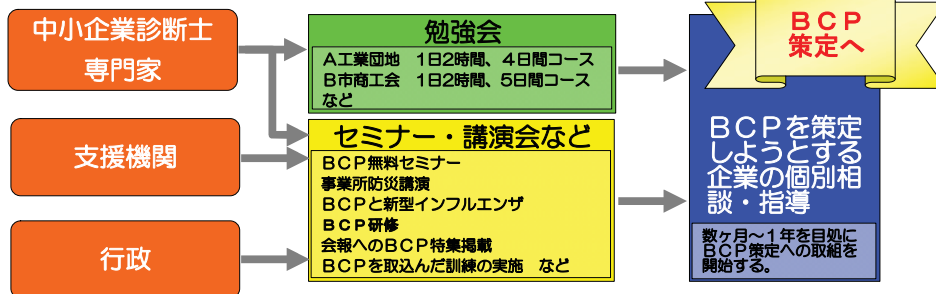 中小企業診断士
専門家
支援機関
行政
勉強会
A工業団地 1日2時間、4日間コース
B市商工会 1日2時間、5日間コース
など
セミナー・講演会など
BCP無料セミナー
事業所防災講演
BCPと新型インフルエンザ
BCP研修
会報へのBCP特集掲載
BCPを取込んだ訓練の実施 など
BCP
策定へ
BCPを策定
しようとする
企業の個別相
談・指導
数ヶ月～1年を目処に
BCP策定への取組を
開始する。